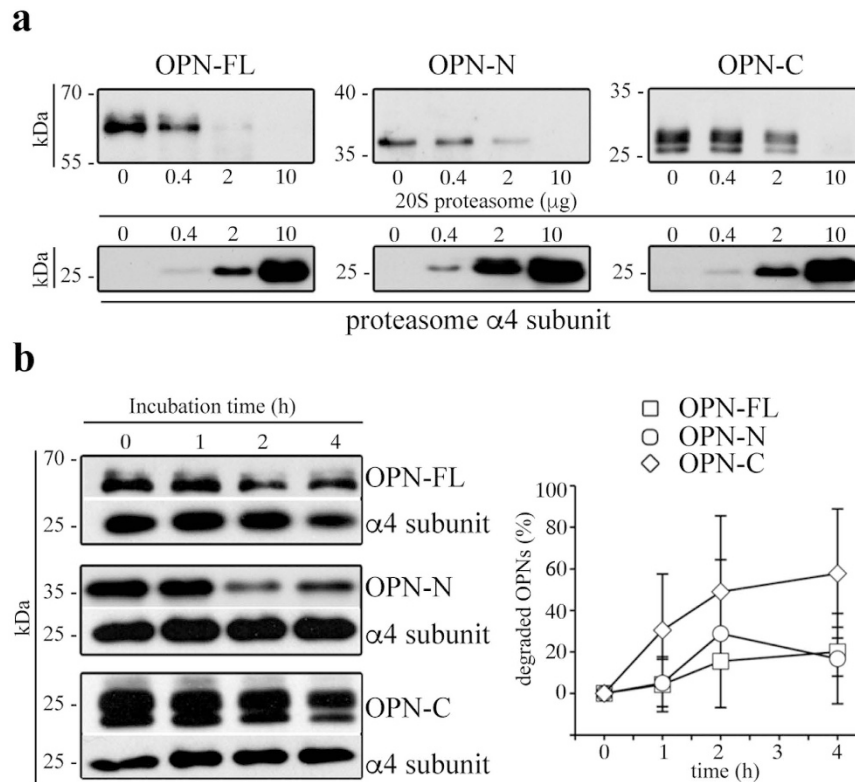 a
OPN-FL OPN-N OPN-C
70 - 40 - 35 -
kDa
55 - 35 - 25 -
0 0.4 2 10 0 0.4 2 10 0 0.4 2 10
20S proteasome (μg)
0 0.4 2 10 0 0.4 2 10 0 0.4 2 10
kDa
25 - 25 - 25 -
proteasome α4 subunit
b
Incubation time (h)
0 1 2 4
70 -
OPN-FL
25 - α4 subunit
35 - OPN-N
kDa
25 - α4 subunit
25 - OPN-C
25 - α4 subunit
OPN-FL
OPN-N
OPN-C
degraded OPNs (%)
100
80
60
40
20
0
0 1 2 3 4
time (h)